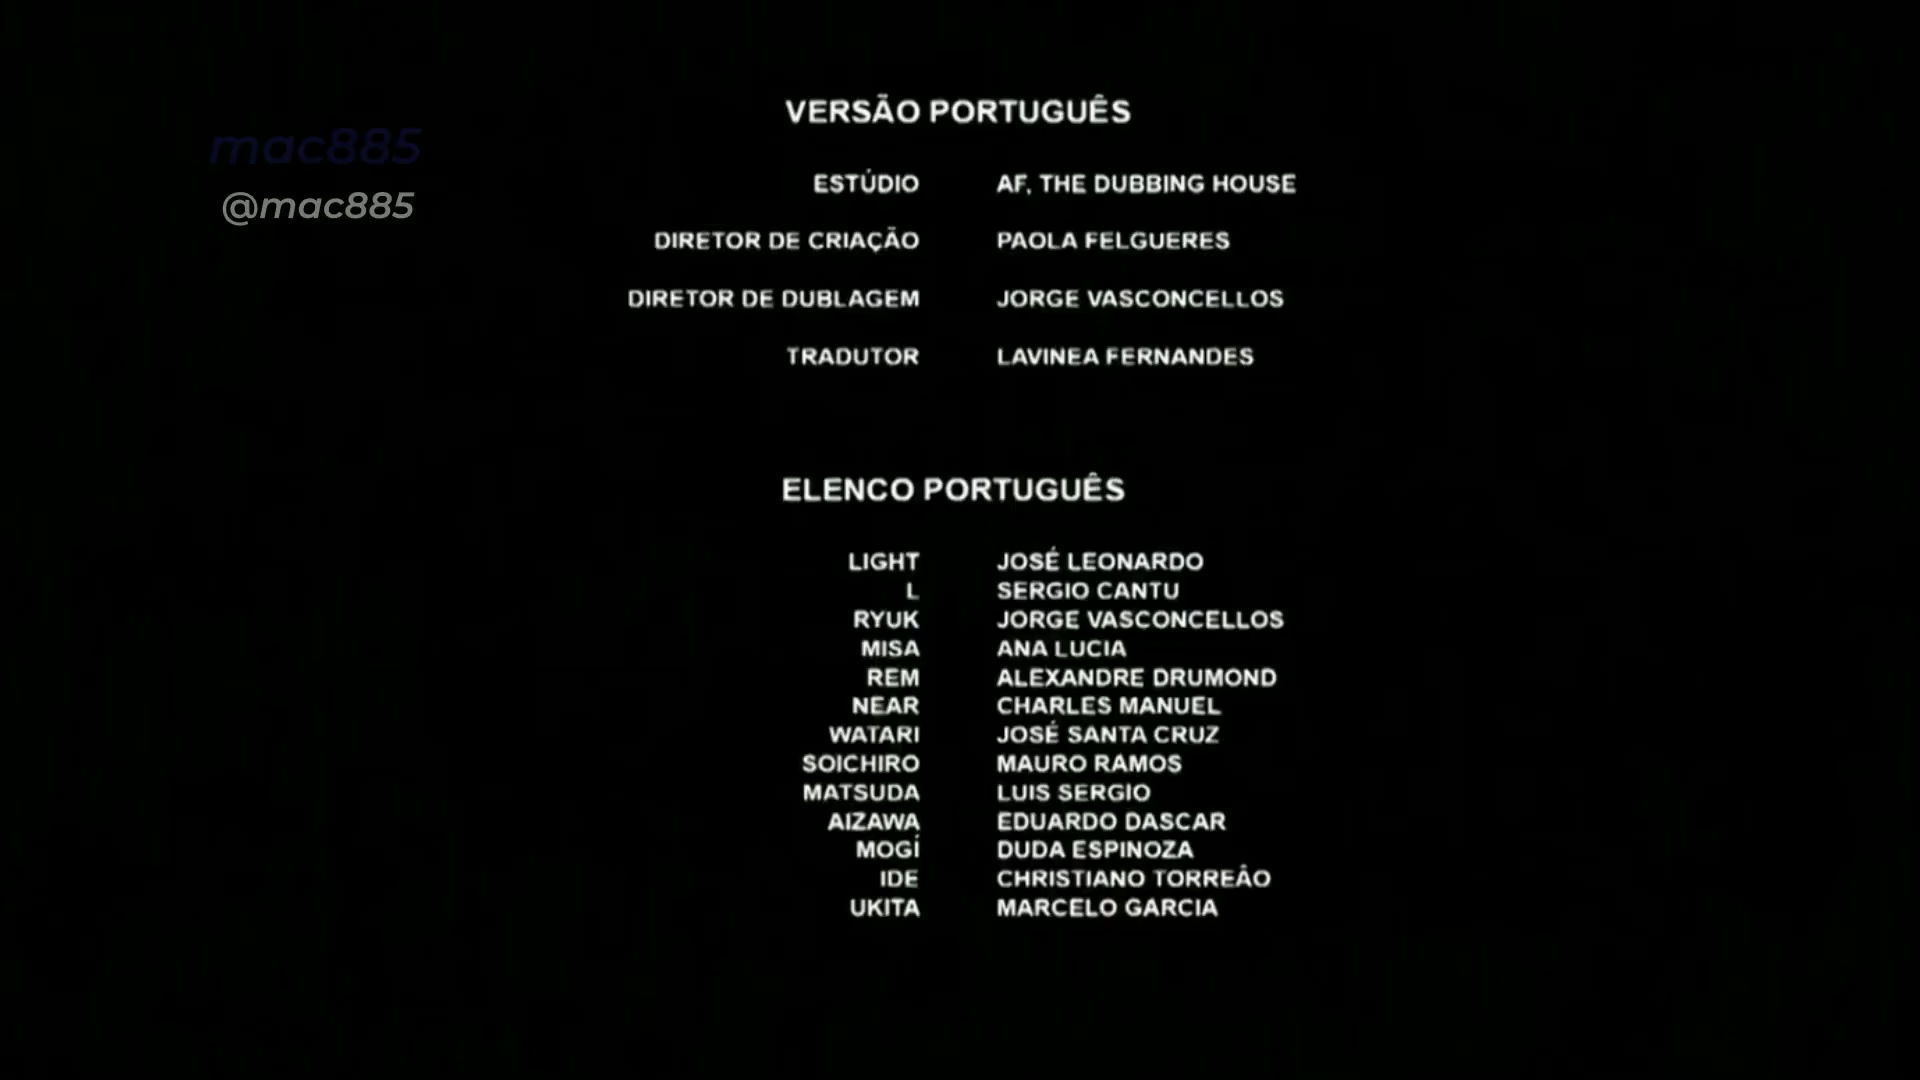 VERSÃO PORTUGUÊS
mac885
@mac885
ESTÚDIO AF, THE DUBBING HOUSE
DIRETOR DE CRIAÇÃO PAOLA FELGUERES
DIRETOR DE DUBLAGEM JORGE VASCONCELLOS
TRADUTOR LAVINEA FERNANDES
ELENCO PORTUGUÊS
LIGHT JOSÉ LEONARDO
L SERGIO CANTU
RYUK JORGE VASCONCELLOS
MISA ANA LUCIA
REM ALEXANDRE DRUMOND
NEAR CHARLES MANUEL
WATARI JOSÉ SANTA CRUZ
SOICHIRO MAURO RAMOS
MATSUDA LUIS SERGIO
AIZAWA EDUARDO DASCAR
MOGI DUDA ESPINOZA
IDE CHRISTIANO TORREÂO
UKITA MARCELO GARCIA